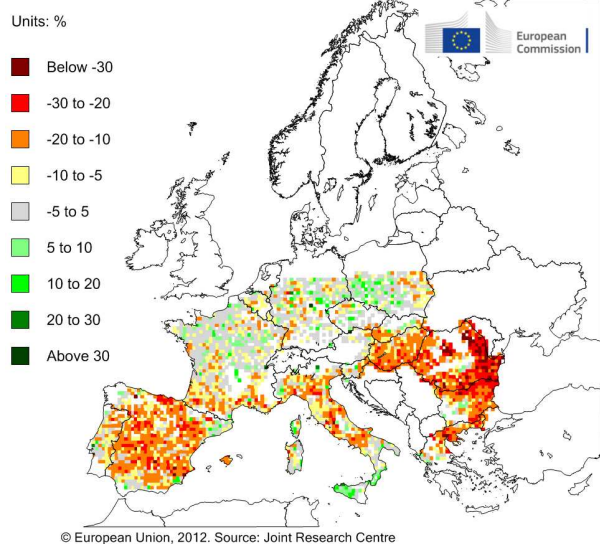 Units: %
European
Commission
Below -30
-30 to -20
-20 to -10
-10 to -5
-5 to 5
5 to 10
10 to 20
20 to 30
Above 30
© European Union, 2012. Source: Joint Research Centre